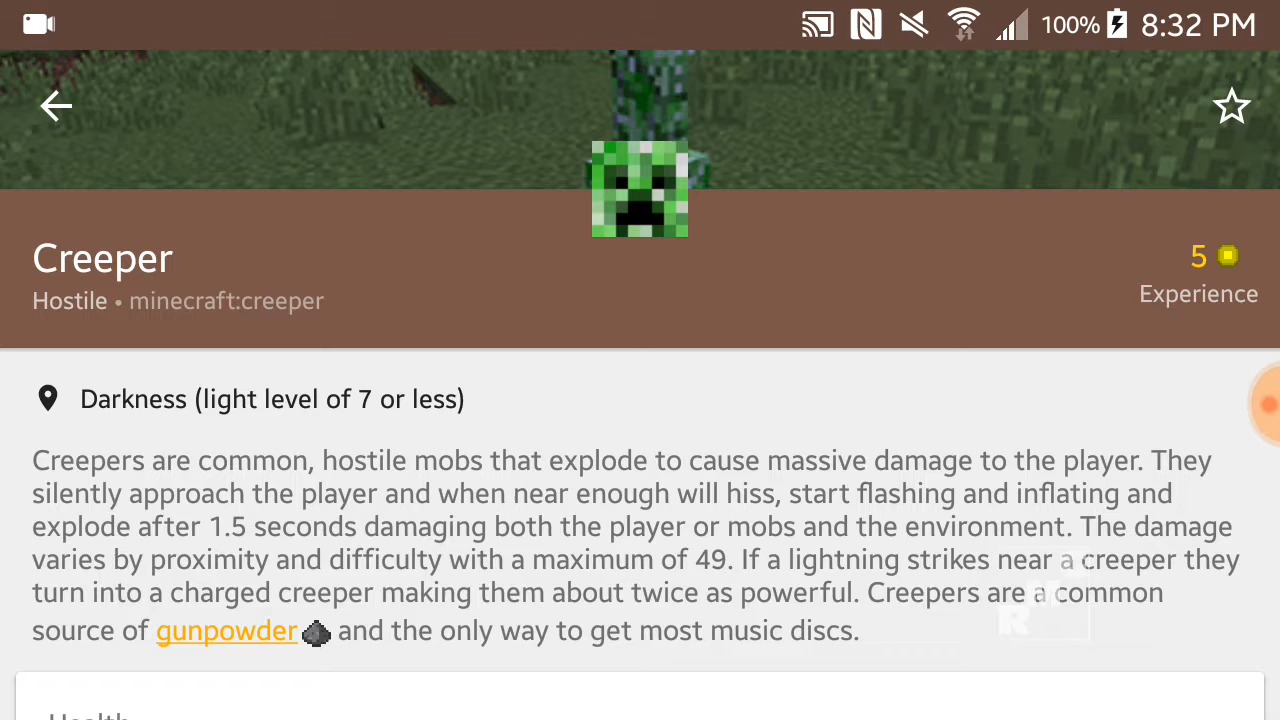 100% 8:32 PM
Creeper
5
Hostile • minecraft:creeper
Experience
Darkness (light level of 7 or less)
Creepers are common, hostile mobs that explode to cause massive damage to the player. They
silently approach the player and when near enough will hiss, start flashing and inflating and
explode after 1.5 seconds damaging both the player or mobs and the environment. The damage
varies by proximity and difficulty with a maximum of 49. If a lightning strikes near a creeper they
turn into a charged creeper making them about twice as powerful. Creepers are a common
source of gunpowder and the only way to get most music discs.
Health